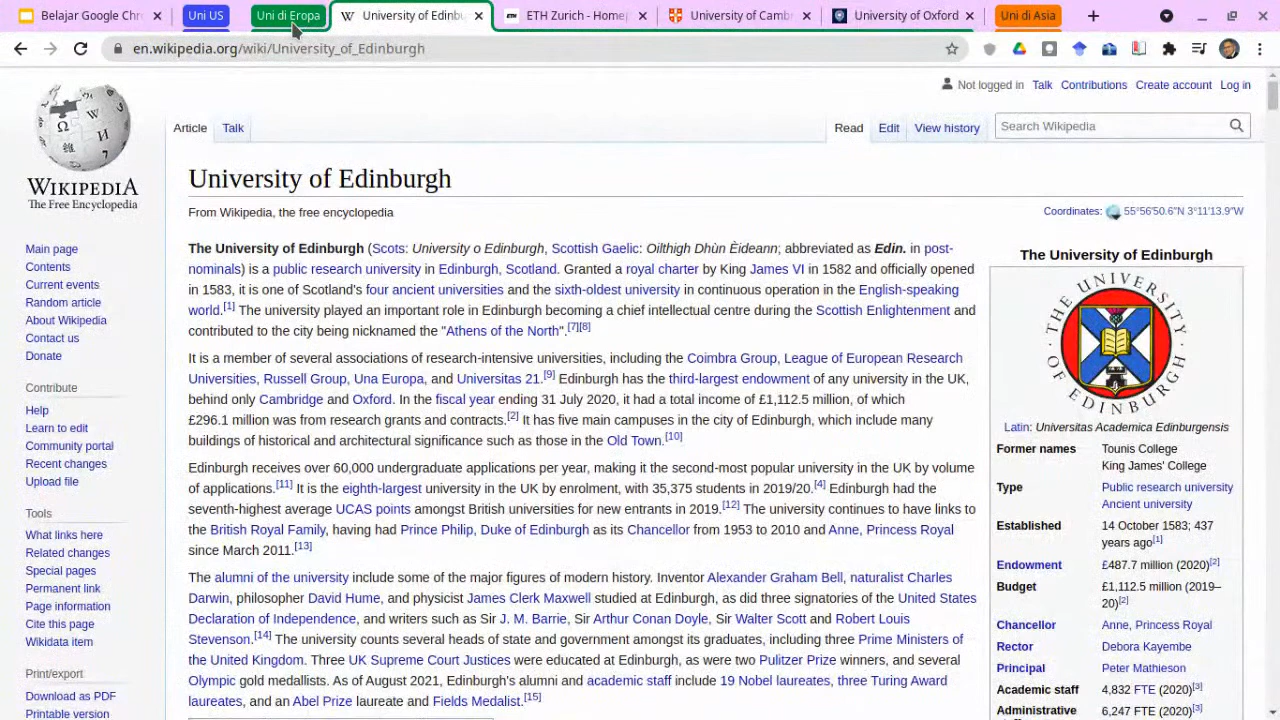 Belajar Google Chr
Uni US
Uni di Eropa
University of Edinbu
ETH Zurich - Home
University of Camb
University of Oxford
Uni di Asia
en.wikipedia.org/wiki/University_of_Edinburgh
Not logged in Talk Contributions Create account Log in
Article Talk
Read Edit View history
Search Wikipedia
WIKIPEDIA
The Free Encyclopedia
Main page
Contents
Current events
Random article
About Wikipedia
Contact us
Donate
Contribute
Help
Learn to edit
Community portal
Recent changes
Upload file
Tools
What links here
Related changes
Special pages
Permanent link
Page information
Cite this page
Wikidata item
Print/export
Download as PDF
Printable version
University of Edinburgh
From Wikipedia, the free encyclopedia
Coordinates: 55°56′50.6″N 3°11′13.9″W
The University of Edinburgh (Scots: University o Edinburgh, Scottish Gaelic: Oilthigh Dhùn Èideann; abbreviated as Edin. in post-
nominals) is a public research university in Edinburgh, Scotland. Granted a royal charter by King James VI in 1582 and officially opened
in 1583, it is one of Scotland's four ancient universities and the sixth-oldest university in continuous operation in the English-speaking
world.[1] The university played an important role in Edinburgh becoming a chief intellectual centre during the Scottish Enlightenment and
contributed to the city being nicknamed the "Athens of the North".[7][8]
It is a member of several associations of research-intensive universities, including the Coimbra Group, League of European Research
Universities, Russell Group, Una Europa, and Universitas 21.[9] Edinburgh has the third-largest endowment of any university in the UK,
behind only Cambridge and Oxford. In the fiscal year ending 31 July 2020, it had a total income of £1,112.5 million, of which
£296.1 million was from research grants and contracts.[2] It has five main campuses in the city of Edinburgh, which include many
buildings of historical and architectural significance such as those in the Old Town.[10]
Edinburgh receives over 60,000 undergraduate applications per year, making it the second-most popular university in the UK by volume
of applications.[11] It is the eighth-largest university in the UK by enrolment, with 35,375 students in 2019/20.[4] Edinburgh had the
seventh-highest average UCAS points amongst British universities for new entrants in 2019.[12] The university continues to have links to
the British Royal Family, having had Prince Philip, Duke of Edinburgh as its Chancellor from 1953 to 2010 and Anne, Princess Royal
since March 2011.[13]
The alumni of the university include some of the major figures of modern history. Inventor Alexander Graham Bell, naturalist Charles
Darwin, philosopher David Hume, and physicist James Clerk Maxwell studied at Edinburgh, as did three signatories of the United States
Declaration of Independence, and writers such as Sir J. M. Barrie, Sir Arthur Conan Doyle, Sir Walter Scott and Robert Louis
Stevenson.[14] The university counts several heads of state and government amongst its graduates, including three Prime Ministers of
the United Kingdom. Three UK Supreme Court Justices were educated at Edinburgh, as were two Pulitzer Prize winners, and several
Olympic gold medallists. As of August 2021, Edinburgh's alumni and academic staff include 19 Nobel laureates, three Turing Award
laureates, and an Abel Prize laureate and Fields Medalist.[15]
The University of Edinburgh
THE UNIVERSITY OF EDINBURGH
Latin: Universitas Academica Edinburgensis
Former names Tounis College
King James' College
Type Public research university
Ancient university
Established 14 October 1583; 437
years ago[1]
Endowment £487.7 million (2020)[2]
Budget £1,112.5 million (2019–
20)[2]
Chancellor Anne, Princess Royal
Rector Debora Kayembe
Principal Peter Mathieson
Academic staff 4,832 FTE (2020)[3]
Administrative 6,247 FTE (2020)[3]